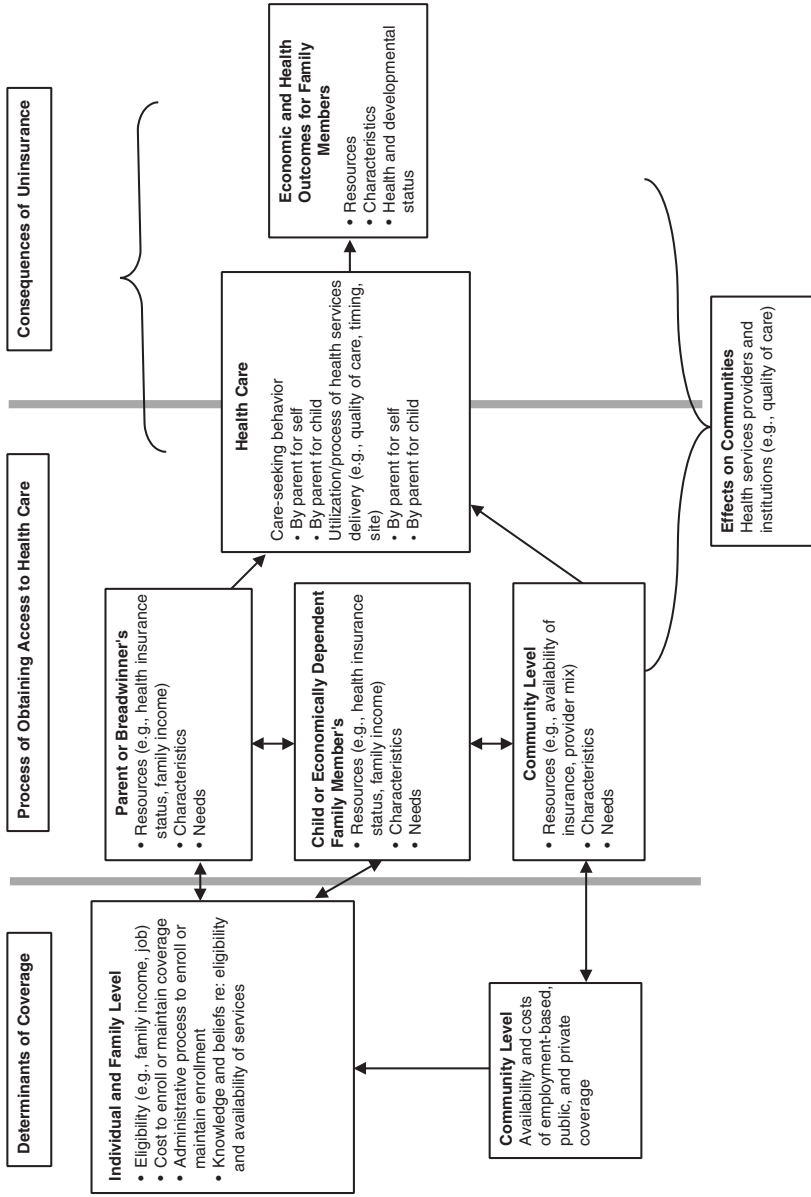 Determinants of Coverage
Process of Obtaining Access to Health Care
Consequences of Uninsurance
Individual and Family Level
• Eligibility (e.g., family income, job)
• Cost to enroll or maintain coverage
• Administrative process to enroll or
maintain enrollment
• Knowledge and beliefs re: eligibility
and availability of services
Community Level
Availability and costs
of employment-based,
public, and private
coverage
Parent or Breadwinner's
• Resources (e.g., health insurance
status, family income)
• Characteristics
• Needs
Child or Economically Dependent
Family Member's
• Resources (e.g., health insurance
status, family income)
• Characteristics
• Needs
Community Level
• Resources (e.g., availability of
insurance, provider mix)
• Characteristics
• Needs
Health Care
Care-seeking behavior
• By parent for self
• By parent for child
Utilization/process of health services
delivery (e.g., quality of care, timing,
site)
• By parent for self
• By parent for child
Economic and Health
Outcomes for Family
Members
• Resources
• Characteristics
• Health and developmental
status
Effects on Communities
Health services providers and
institutions (e.g., quality of care)